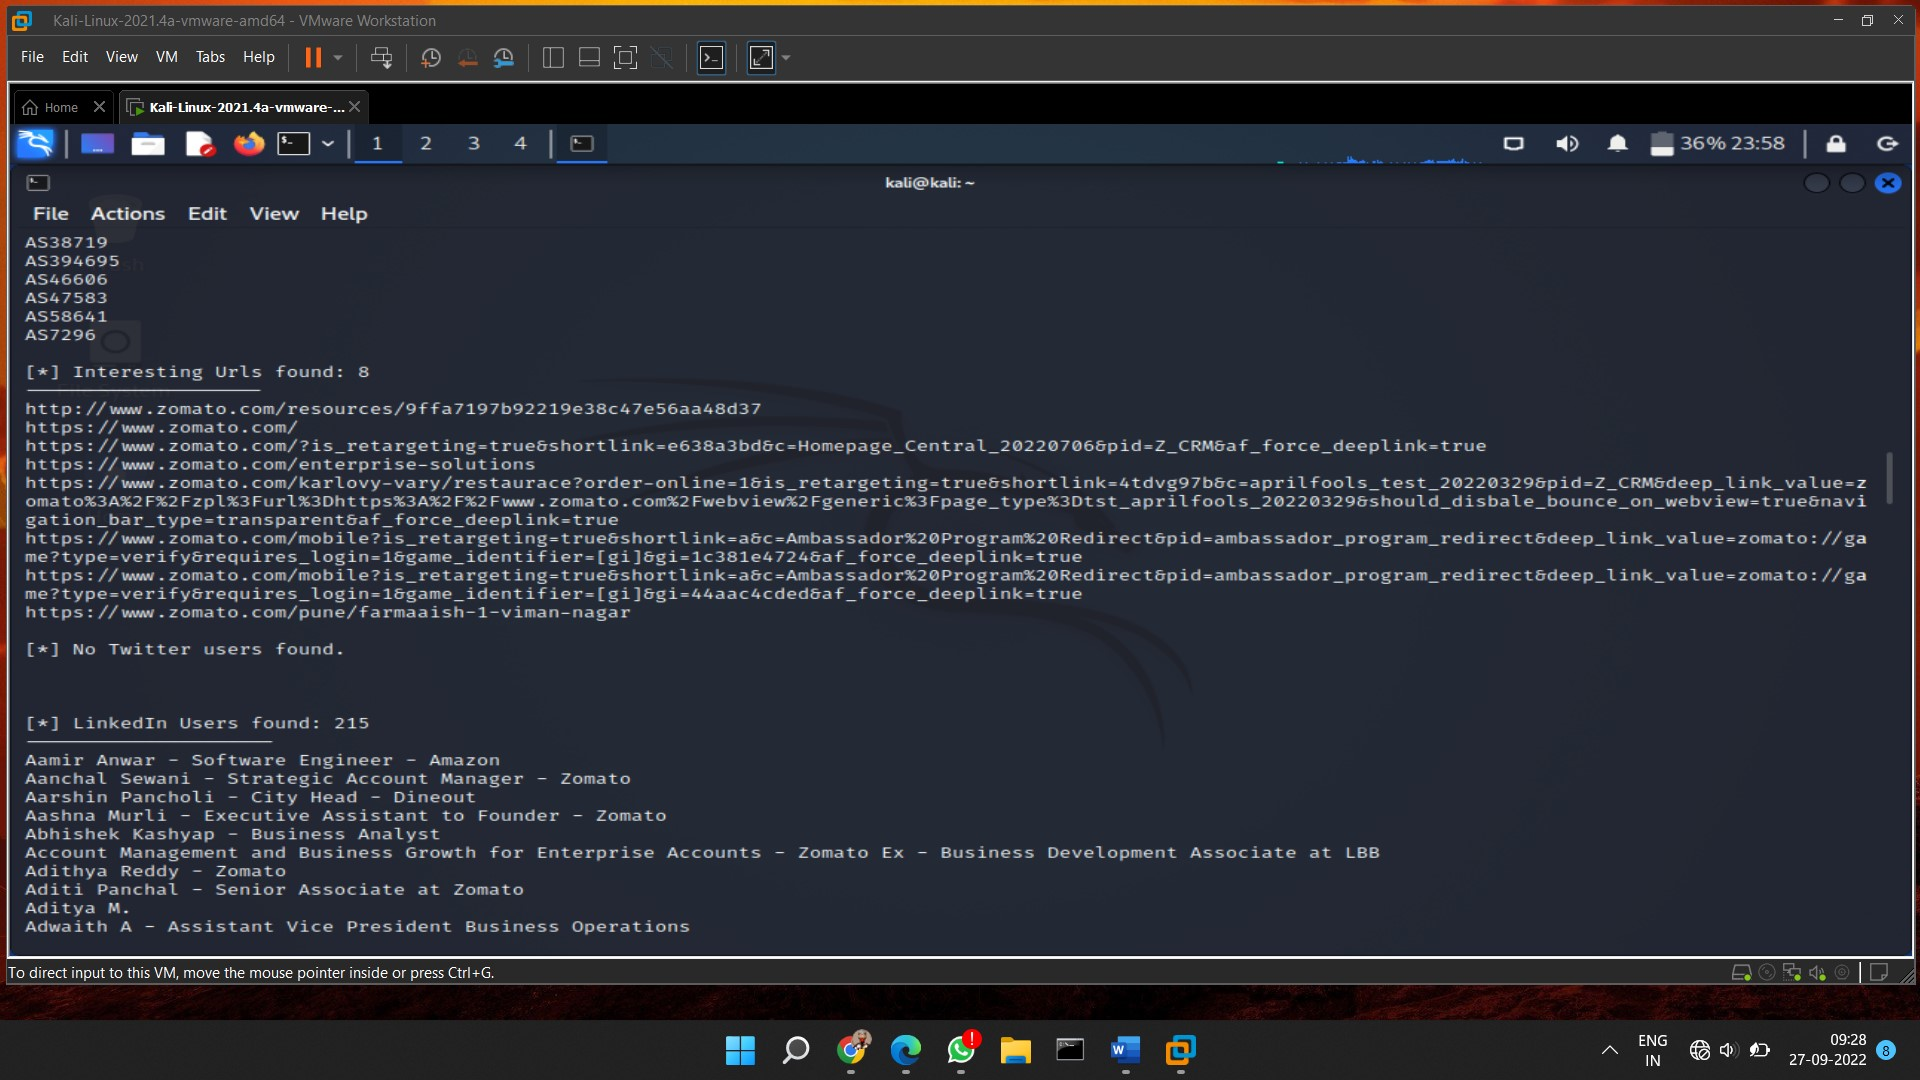 Kali-Linux-2021.4a-vmware-amd64 - VMware Workstation
File Edit View VM Tabs Help
Home
Kali-Linux-2021.4a-vmware-...
1 2 3 4
36% 23:58
kali@kali: ~
File Actions Edit View Help
AS38719
AS394695
AS46606
AS47583
AS58641
AS7296
[*] Interesting Urls found: 8
http://www.zomato.com/resources/9ffa7197b92219e38c47e56aa48d37
https://www.zomato.com/
https://www.zomato.com/?is_retargeting=true&shortlink=e638a3bd&c=Homepage_Central_20220706&pid=Z_CRM&af_force_deeplink=true
https://www.zomato.com/enterprise-solutions
https://www.zomato.com/karlovy-vary/restaurace?order-online=1&is_retargeting=true&shortlink=4tdvg97b&c=aprilfools_test_20220329&pid=Z_CRM&deep_link_value=z
omato%3A%2F%2Fzpl%3Furl%3Dhttps%3A%2F%2Fwww.zomato.com%2Fwebview%2Fgeneric%3Fpage_type%3Dtst_aprilfools_20220329&should_disbale_bounce_on_webview=true&navi
gation_bar_type=transparent&af_force_deeplink=true
https://www.zomato.com/mobile?is_retargeting=true&shortlink=a&c=Ambassador%20Program%20Redirect&pid=ambassador_program_redirect&deep_link_value=zomato://ga
me?type=verify&requires_login=1&game_identifier=[gi]&gi=1c381e4724&af_force_deeplink=true
https://www.zomato.com/mobile?is_retargeting=true&shortlink=a&c=Ambassador%20Program%20Redirect&pid=ambassador_program_redirect&deep_link_value=zomato://ga
me?type=verify&requires_login=1&game_identifier=[gi]&gi=44aac4cded&af_force_deeplink=true
https://www.zomato.com/pune/farmaaish-1-viman-nagar
[*] No Twitter users found.
[*] LinkedIn Users found: 215
Aamir Anwar - Software Engineer - Amazon
Aanchal Sewani - Strategic Account Manager - Zomato
Aarshin Pancholi - City Head - Dineout
Aashna Murli - Executive Assistant to Founder - Zomato
Abhishek Kashyap - Business Analyst
Account Management and Business Growth for Enterprise Accounts - Zomato Ex - Business Development Associate at LBB
Adithya Reddy - Zomato
Aditi Panchal - Senior Associate at Zomato
Aditya M.
Adwaith A - Assistant Vice President Business Operations
To direct input to this VM, move the mouse pointer inside or press Ctrl+G.
ENG
IN
09:28
27-09-2022
8